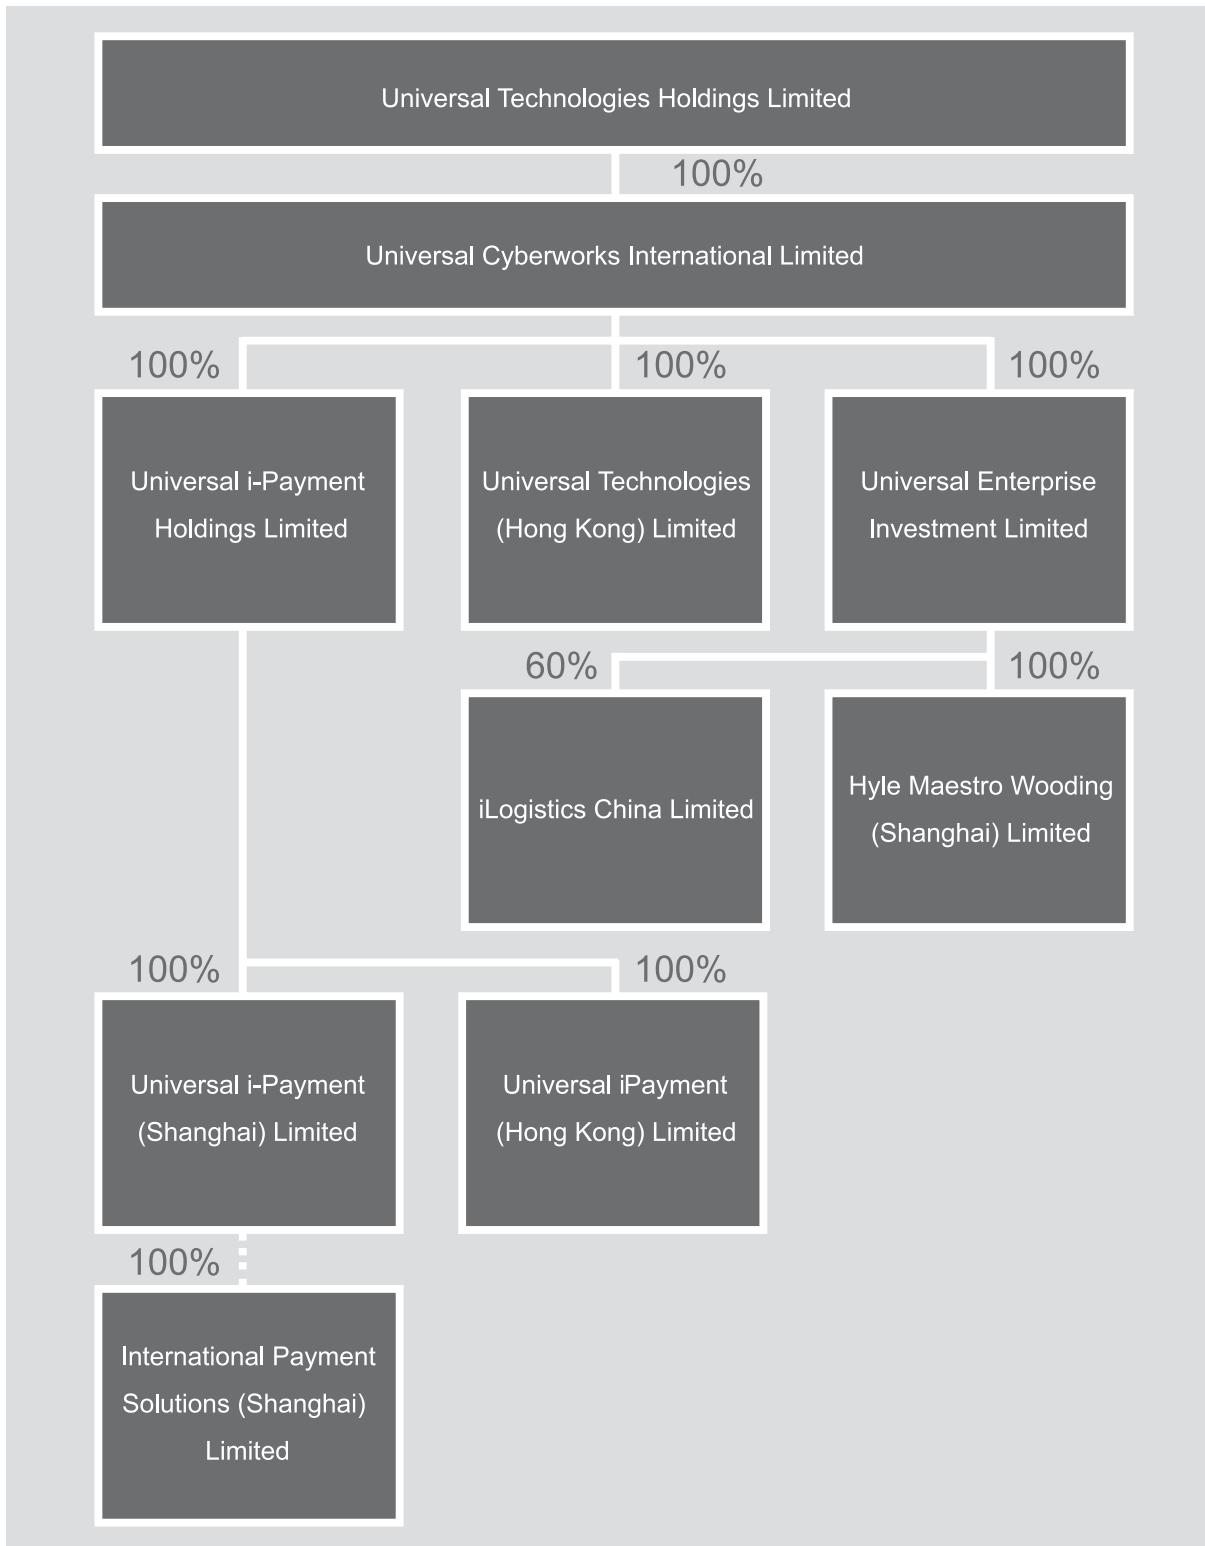 Universal Technologies Holdings Limited
100%
Universal Cyberworks International Limited
100%
100%
100%
Universal i-Payment
Holdings Limited
Universal Technologies
(Hong Kong) Limited
Universal Enterprise
Investment Limited
60%
100%
iLogistics China Limited
Hyle Maestro Wooding
(Shanghai) Limited
100%
100%
Universal i-Payment
(Shanghai) Limited
Universal iPayment
(Hong Kong) Limited
100%
International Payment
Solutions (Shanghai)
Limited